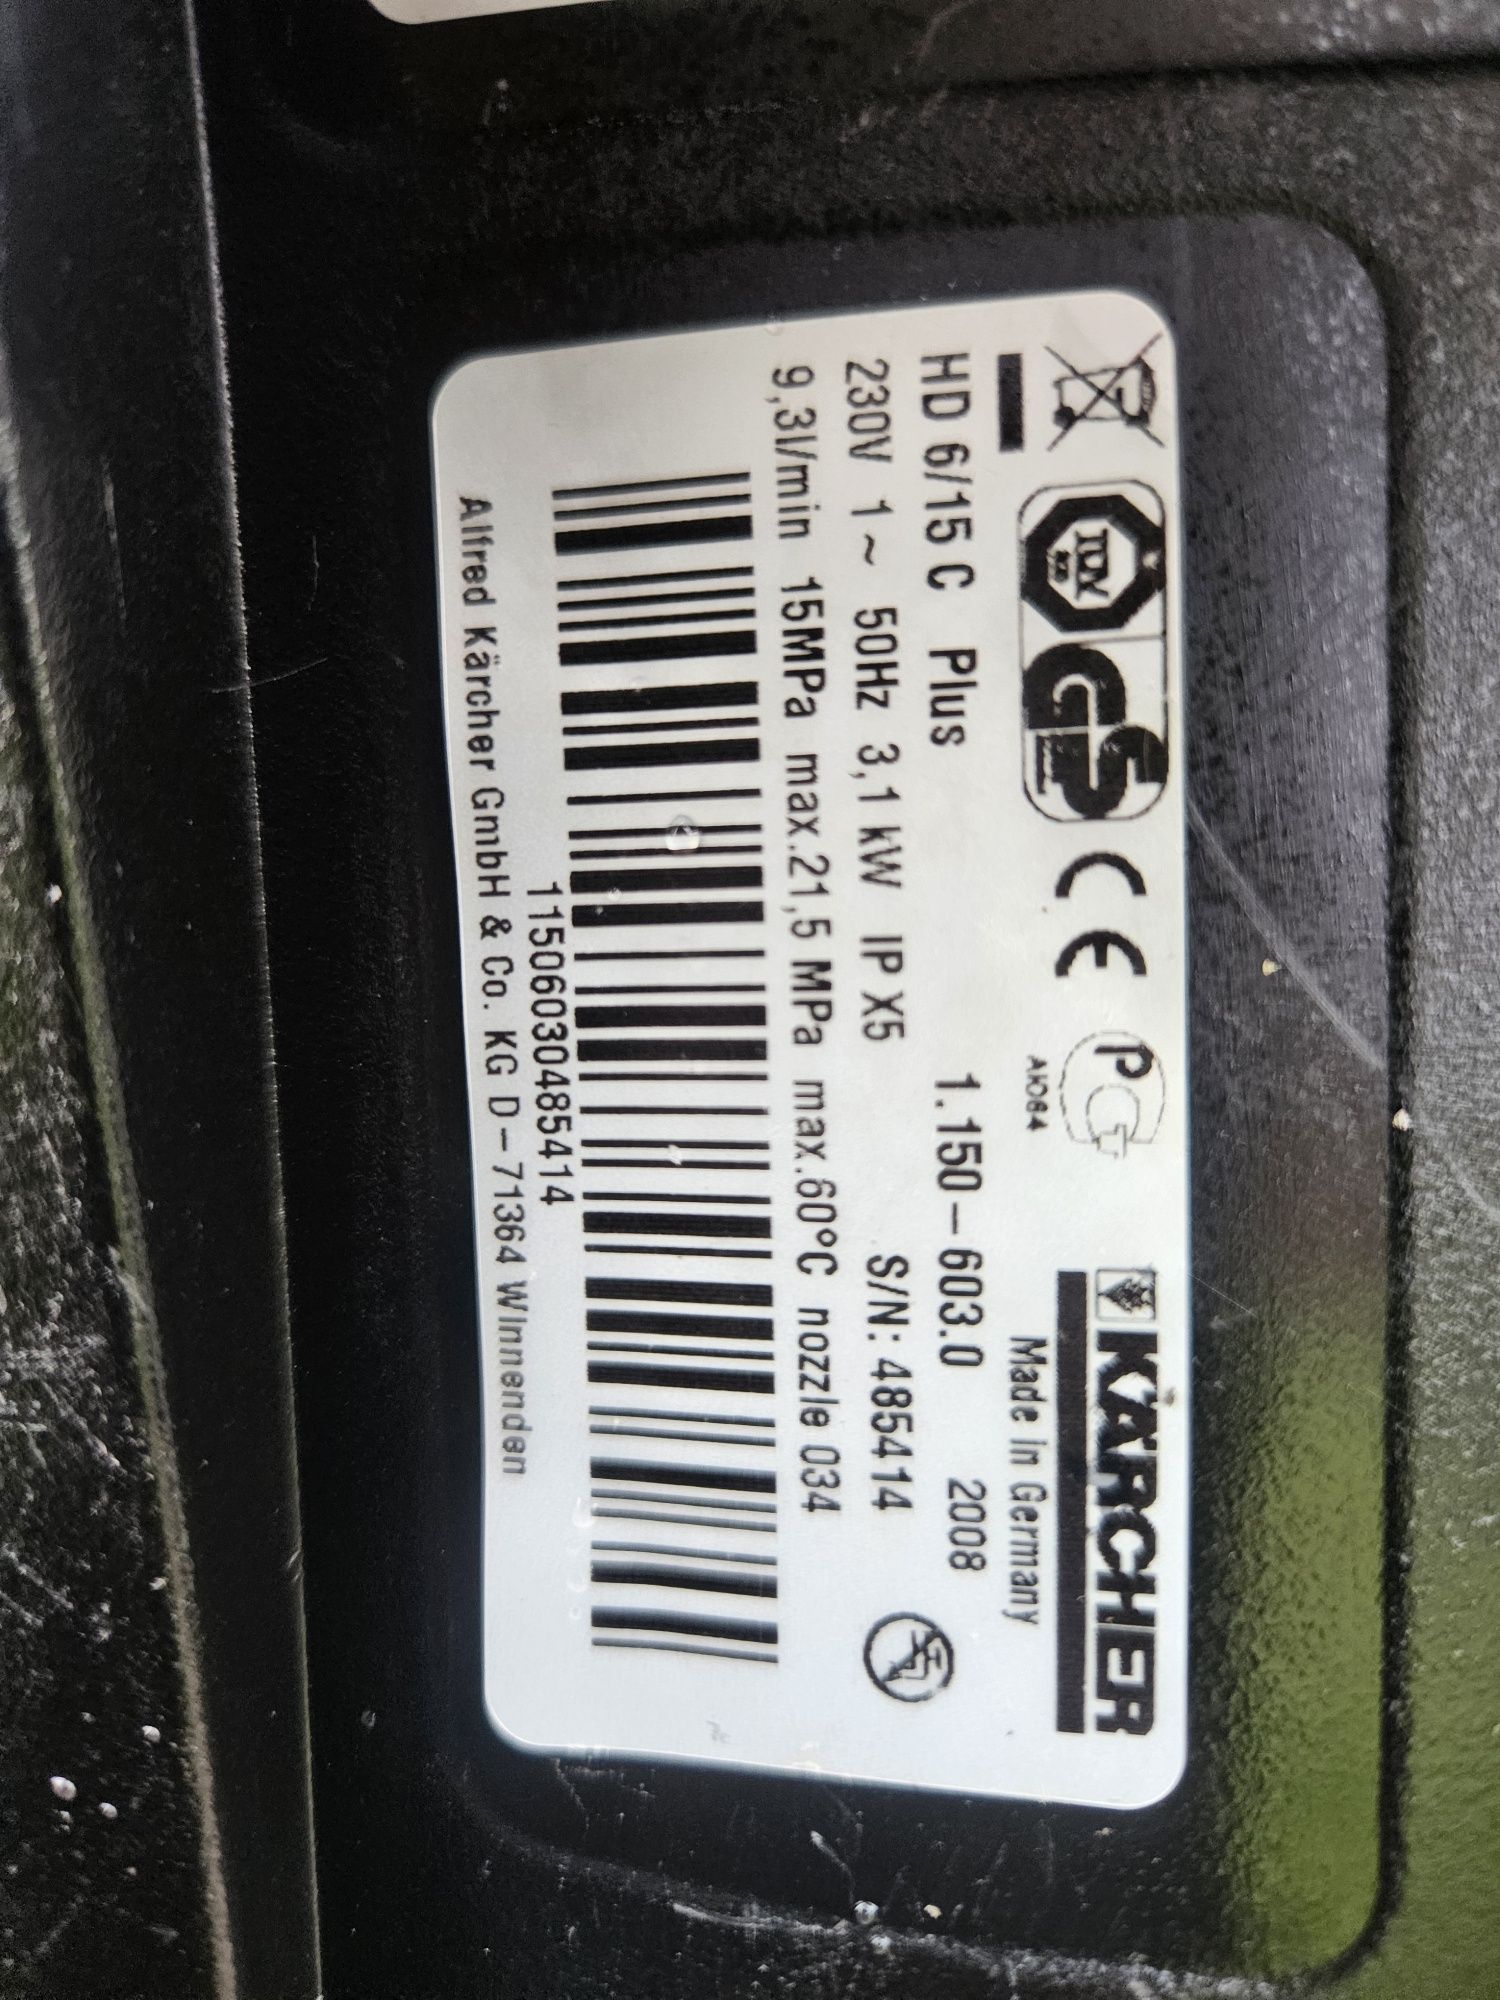 KÄRCHER
AK064
Made in Germany
HD 6/15 C Plus 1.150-603.0 2008
230V 1~ 50Hz 3,1 kW IP X5 S/N: 485414
9,3l/min 15MPa max.21,5 MPa max.60°C nozzle 034
11506030485414
Alfred Kärcher GmbH & Co. KG D-71364 Winnenden